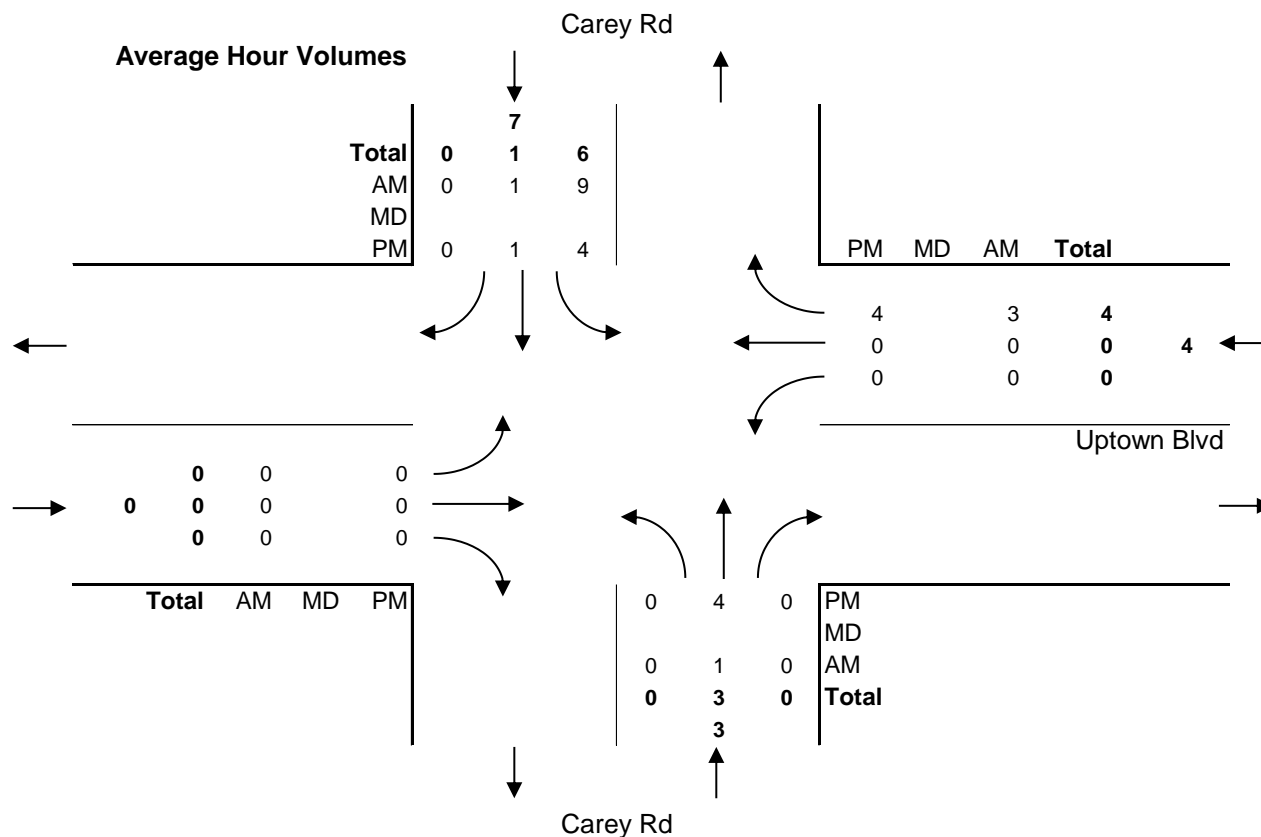 Carey Rd
Average Hour Volumes
7
Total 0 1 6
AM 0 1 9
MD
PM 0 1 4
PM MD AM Total
4 3 4
0 0 0 4
0 0 0
Uptown Blvd
0 0 0
0 0 0 0
0 0 0
Total AM MD PM
0 4 0 PM
MD
0 1 0 AM
0 3 0 Total
3
Carey Rd